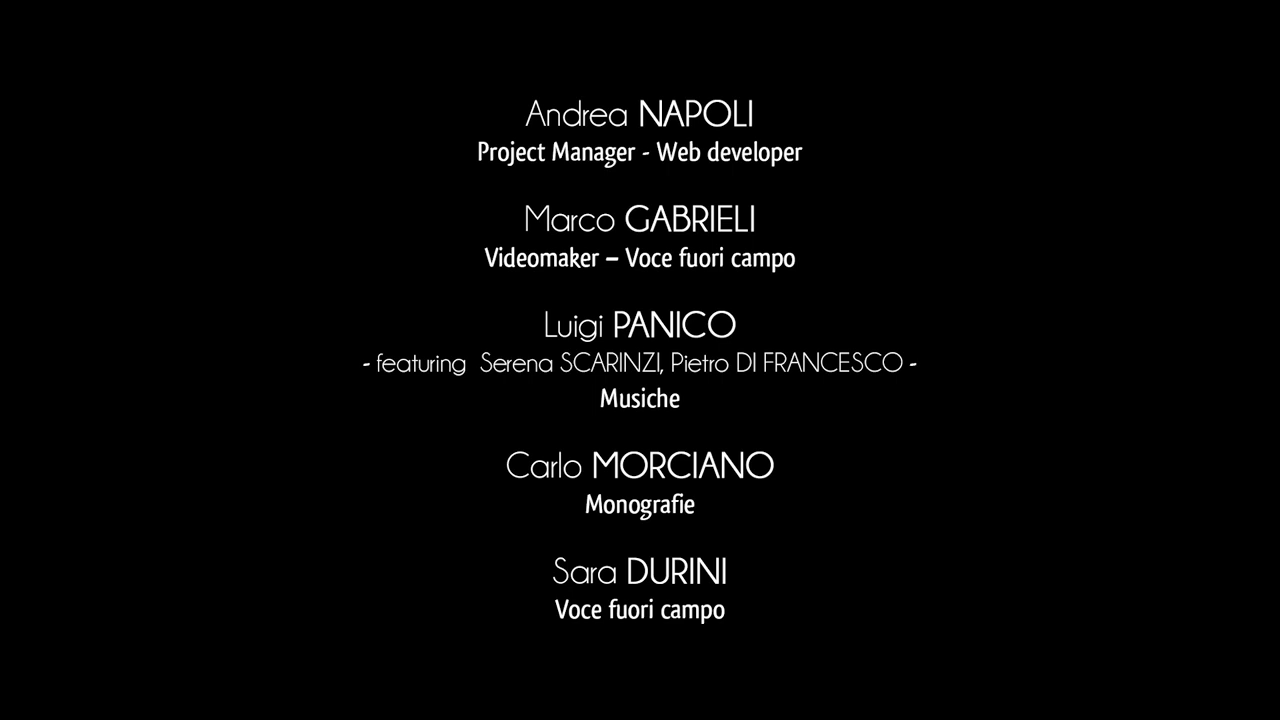 Andrea NAPOLI
Project Manager - Web developer
Marco GABRIELI
Videomaker – Voce fuori campo
Luigi PANICO
- featuring Serena SCARINZI, Pietro DI FRANCESCO -
Musiche
Carlo MORCIANO
Monografie
Sara DURINI
Voce fuori campo